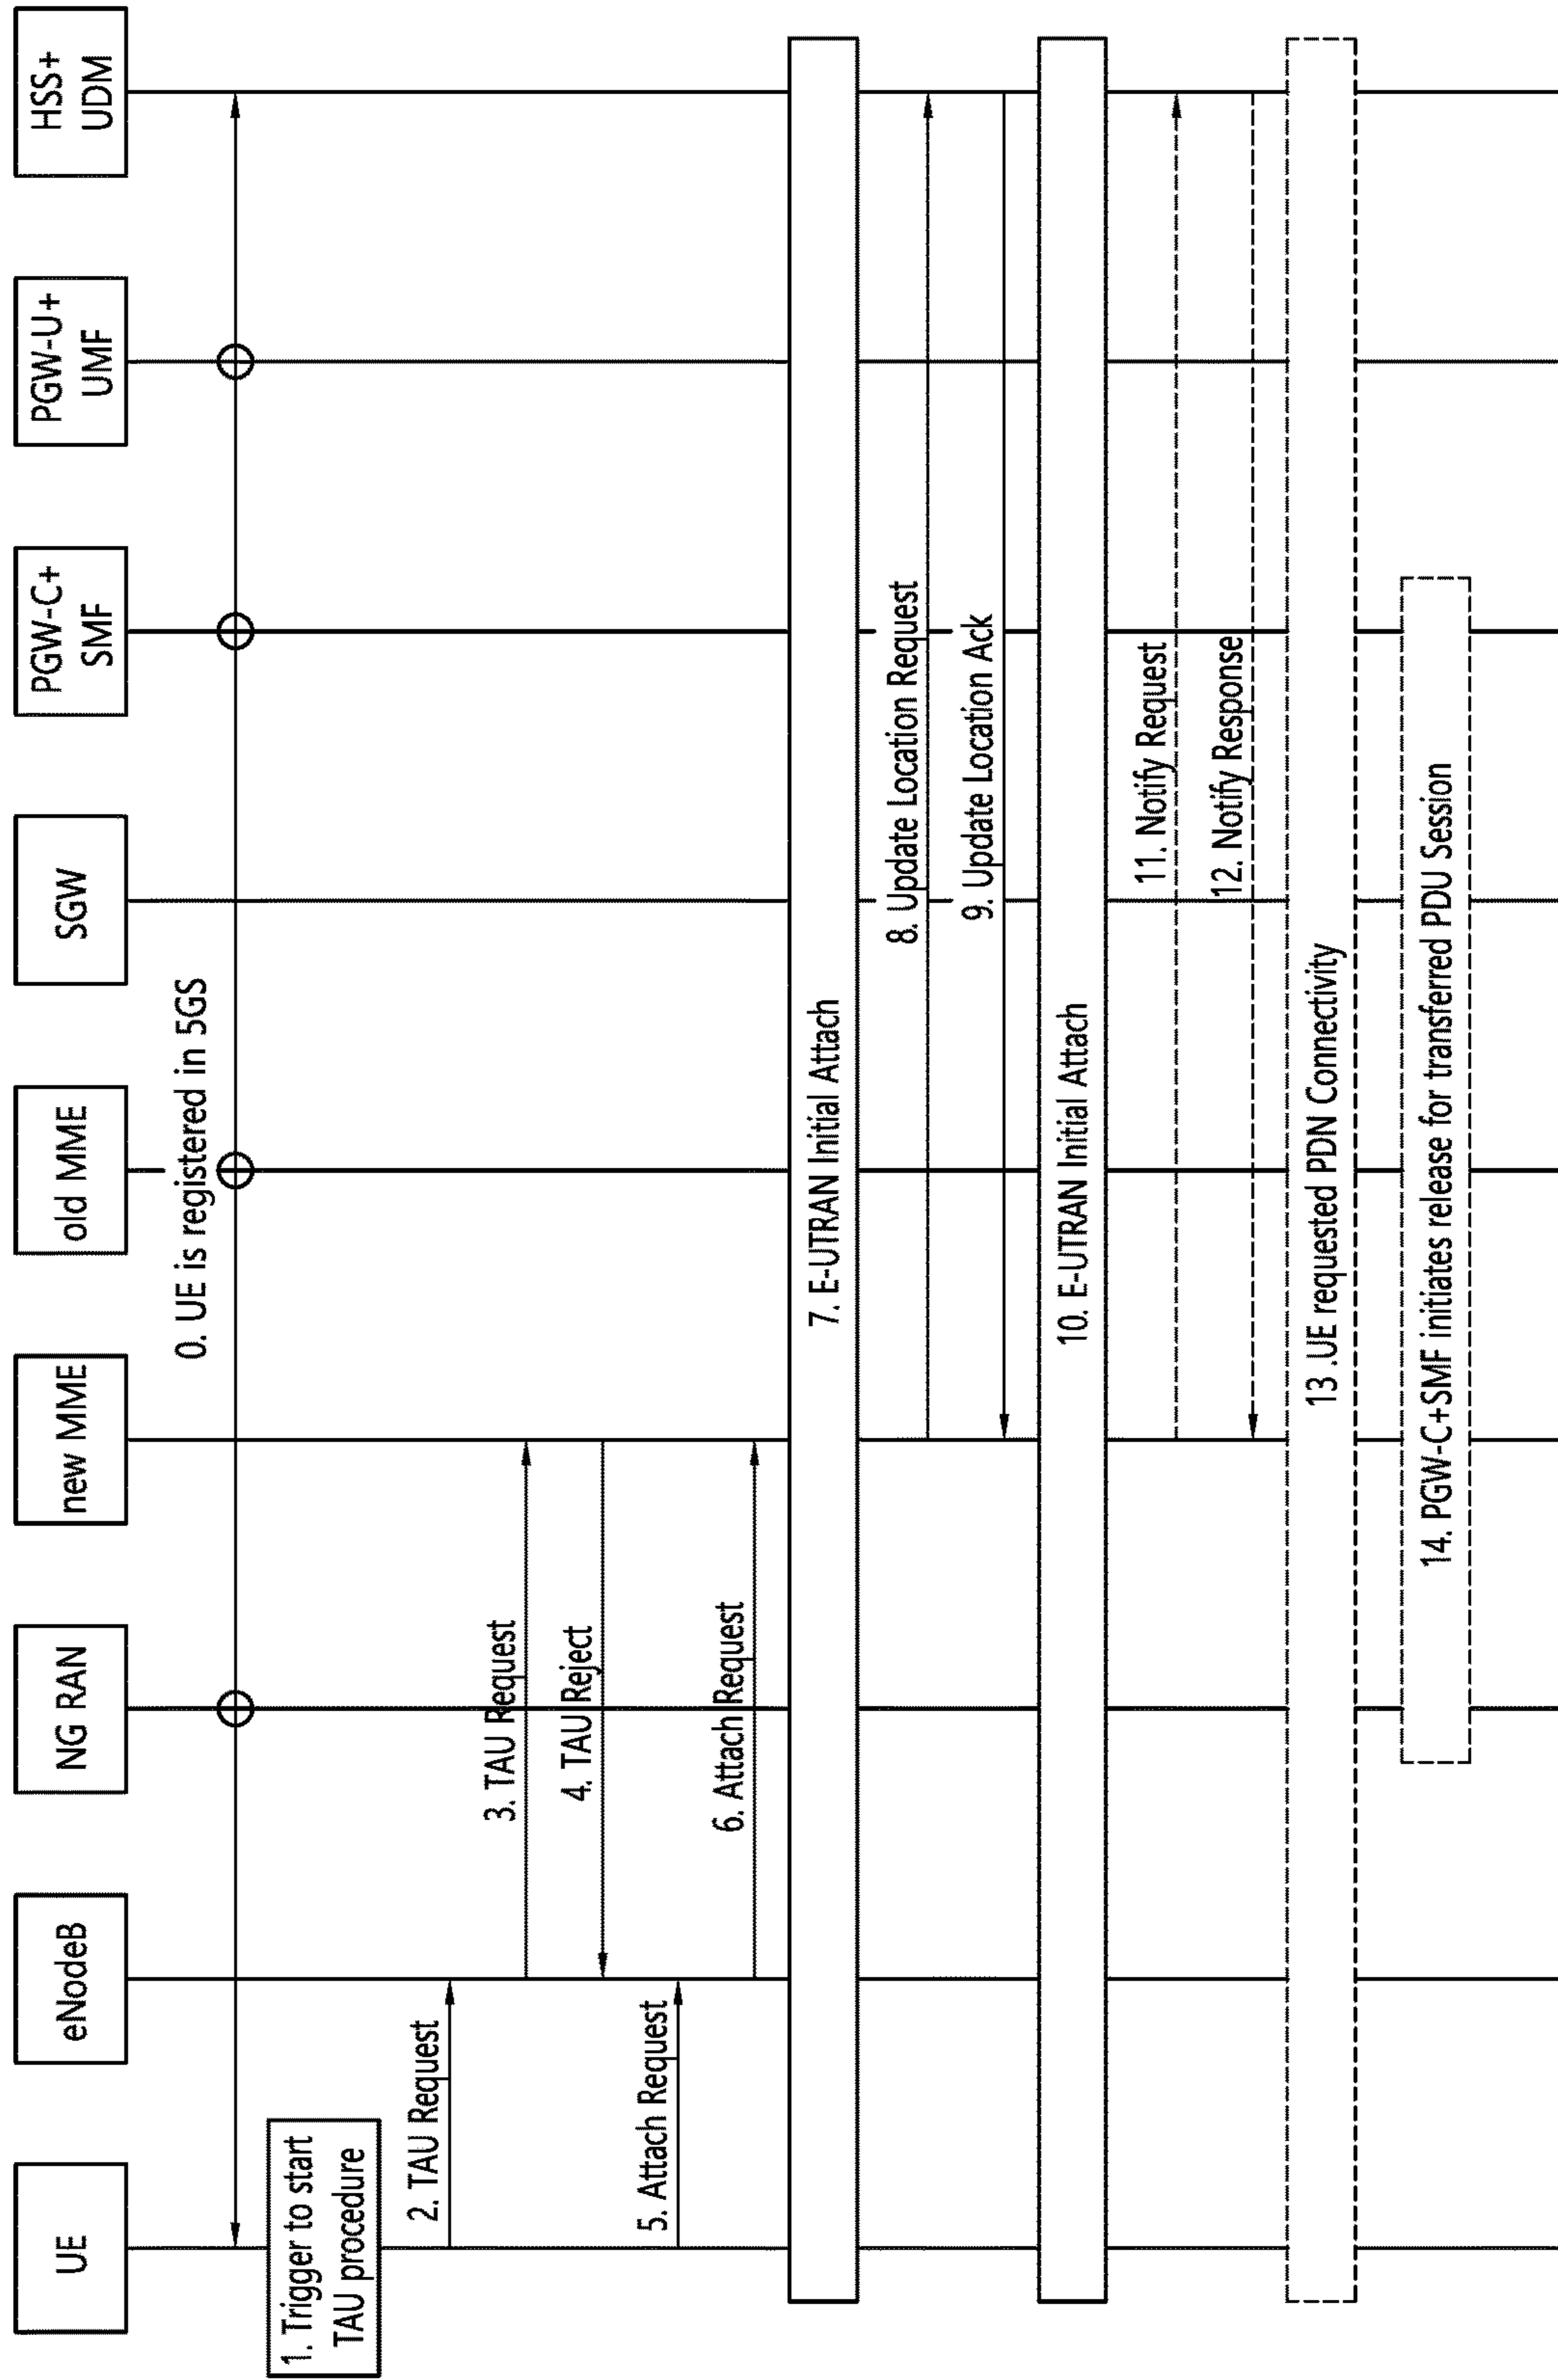 UE
eNodeB
NG RAN
new MME
old MME
SGW
PGW-C+
SMF
PGW-U+
UMF
HSS+
UDM
0. UE is registered in 5GS
1. Trigger to start
TAU procedure
2. TAU Request
3. TAU Request
4. TAU Reject
5. Attach Request
6. Attach Request
7. E-UTRAN Initial Attach
8. Update Location Request
9. Update Location Ack
10. E-UTRAN Initial Attach
11. Notify Request
12. Notify Response
13 .UE requested PDN Connectivity
14. PGW-C+SMF initiates release for transferred PDU Session